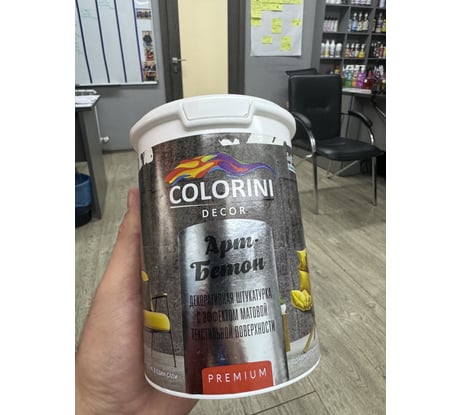 COLORINI
DECOR
Арт-
Бетон
ДЕКОРАТИВНАЯ ШТУКАТУРКА
С ЭФФЕКТОМ МАТОВОЙ
ТЕКСТИЛЬНОЙ ПОВЕРХНОСТИ
PREMIUM